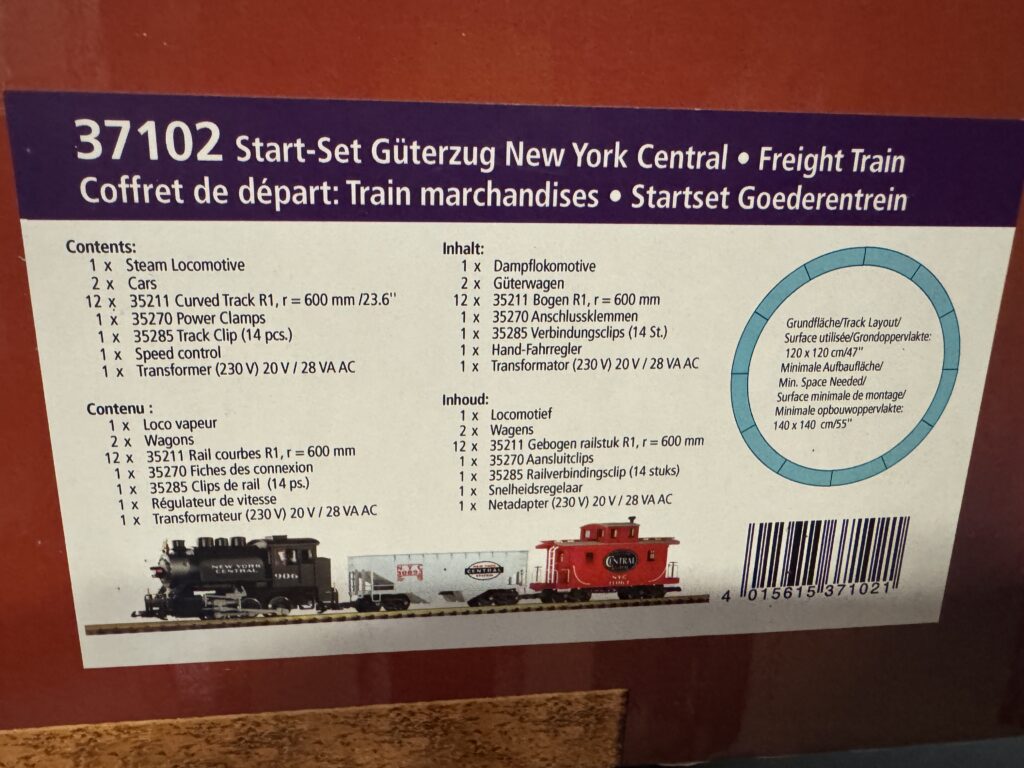 37102 Start-Set Güterzug New York Central • Freight Train
Coffret de départ: Train marchandises • Startset Goederentrein
Contents:
1 x Steam Locomotive
2 x Cars
12 x 35211 Curved Track R1, r = 600 mm /23.6"
1 x 35270 Power Clamps
1 x 35285 Track Clip (14 pcs.)
1 x Speed control
1 x Transformer (230 V) 20 V / 28 VA AC
Inhalt:
1 x Dampflokomotive
2 x Güterwagen
12 x 35211 Bogen R1, r = 600 mm
1 x 35270 Anschlussklemmen
1 x 35285 Verbindungsclips (14 St.)
1 x Hand-Fahrregler
1 x Transformator (230 V) 20 V / 28 VA AC
Contenu :
1 x Loco vapeur
2 x Wagons
12 x 35211 Rail courbes R1, r = 600 mm
1 x 35270 Fiches des connexion
1 x 35285 Clips de rail (14 ps.)
1 x Régulateur de vitesse
1 x Transformateur (230 V) 20 V / 28 VA AC
Inhoud:
1 x Locomotief
2 x Wagens
12 x 35211 Gebogen railstuk R1, r = 600 mm
1 x 35270 Aansluitclips
1 x 35285 Railverbindingsclip (14 stuks)
1 x Snelheidsregelaar
1 x Netadapter (230 V) 20 V / 28 VA AC
Grundfläche/Track Layout/
Surface utilisée/Grondoppervlakte:
120 x 120 cm/47"
Minimale Aufbaufläche/
Min. Space Needed/
Surface minimale de montage/
Minimale opbouwoppervlakte:
140 x 140 cm/55"
NEW YORK
CENTRAL
906
NYC
CENTRAL
CENTRAL
NYC
4 015615 371021